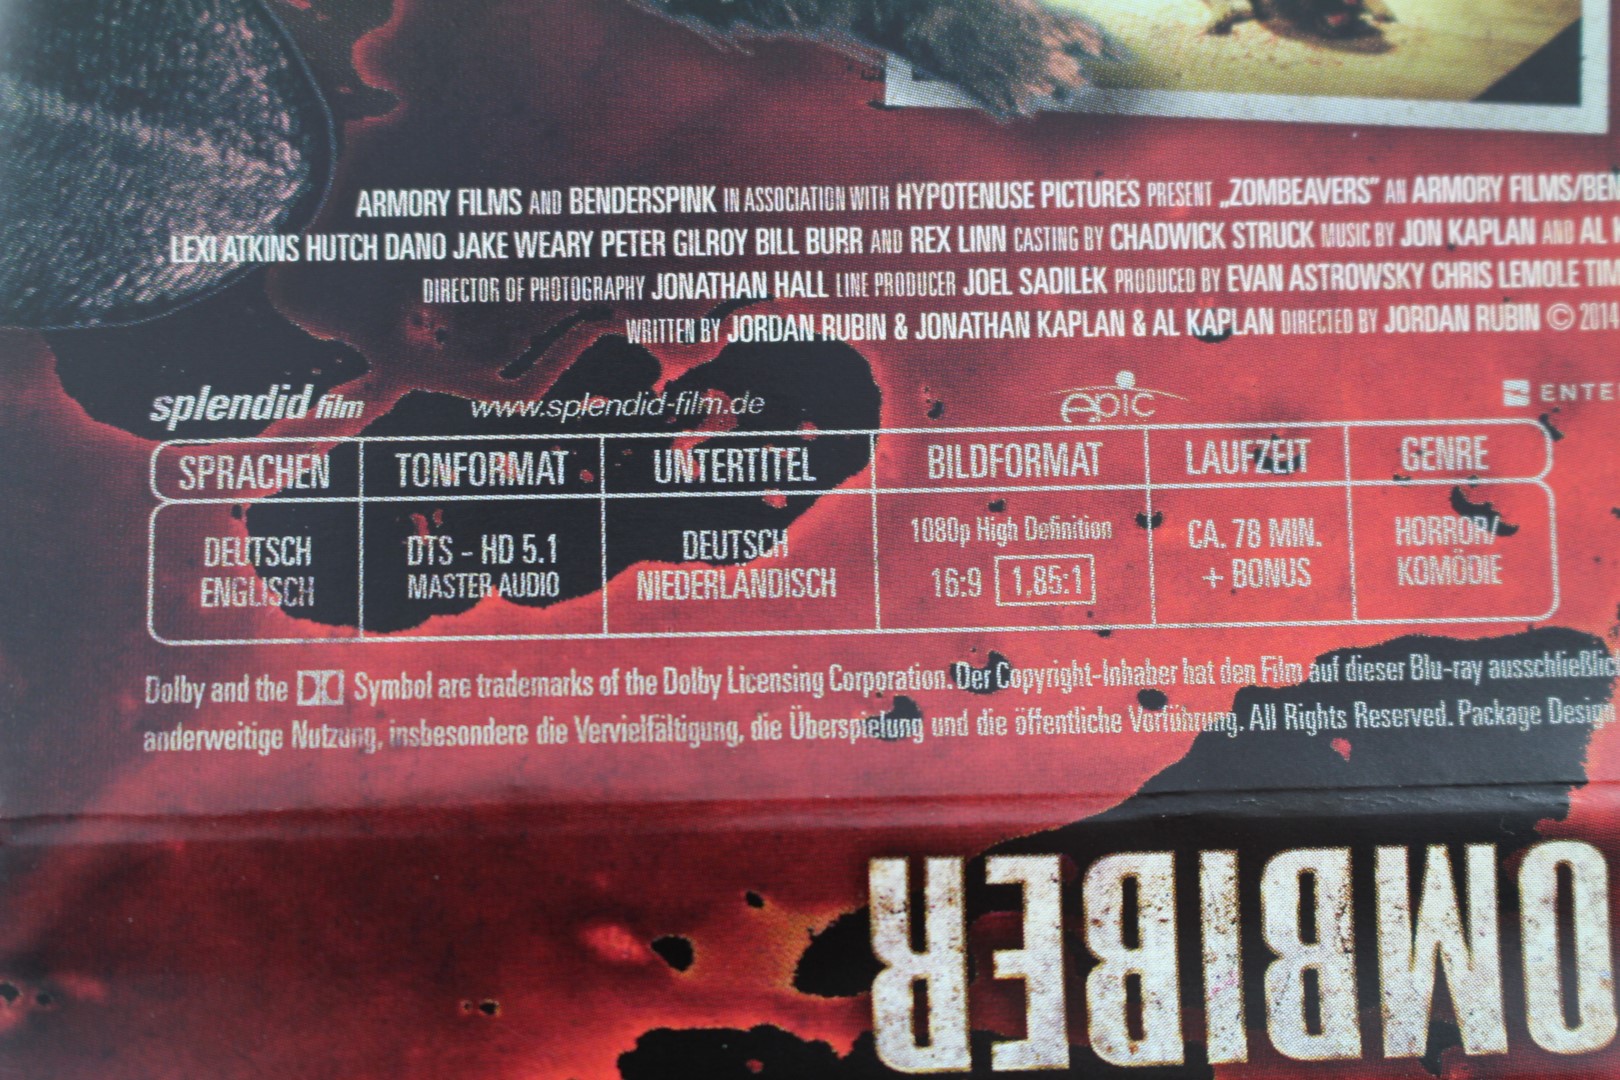 ARMORY FILMS AND BENDERSPINK IN ASSOCIATION WITH HYPOTENUSE PICTURES PRESENT „ZOMBEAVERS” AN ARMORY FILMS/BEN
LEXI ATKINS HUTCH DANO JAKE WEARY PETER GILROY BILL BURR AND REX LINN CASTING BY CHADWICK STRUCK MUSIC BY JON KAPLAN AND AL
DIRECTOR OF PHOTOGRAPHY JONATHAN HALL LINE PRODUCER JOEL SADILEK PRODUCED BY EVAN ASTROWSKY CHRIS LEMOLE TIM
WRITTEN BY JORDAN RUBIN & JONATHAN KAPLAN & AL KAPLAN DIRECTED BY JORDAN RUBIN © 2014
splendid film www.splendid-film.de epic ENTE
SPRACHEN TONFORMAT UNTERTITEL BILDFORMAT LAUFZEIT GENRE
DEUTSCH DTS - HD 5.1 DEUTSCH 1080p High Definition CA. 78 MIN. HORROR/
ENGLISCH MASTER AUDIO NIEDERLÄNDISCH 16:9 1,85:1 + BONUS KOMÖDIE
Dolby and the Symbol are trademarks of the Dolby Licensing Corporation. Der Copyright-Inhaber hat den Film auf dieser Blu-ray ausschließlic
anderweitige Nutzung, insbesondere die Vervielfältigung, die Überspielung und die öffentliche Vorführung. All Rights Reserved. Package Design
OMBIBER